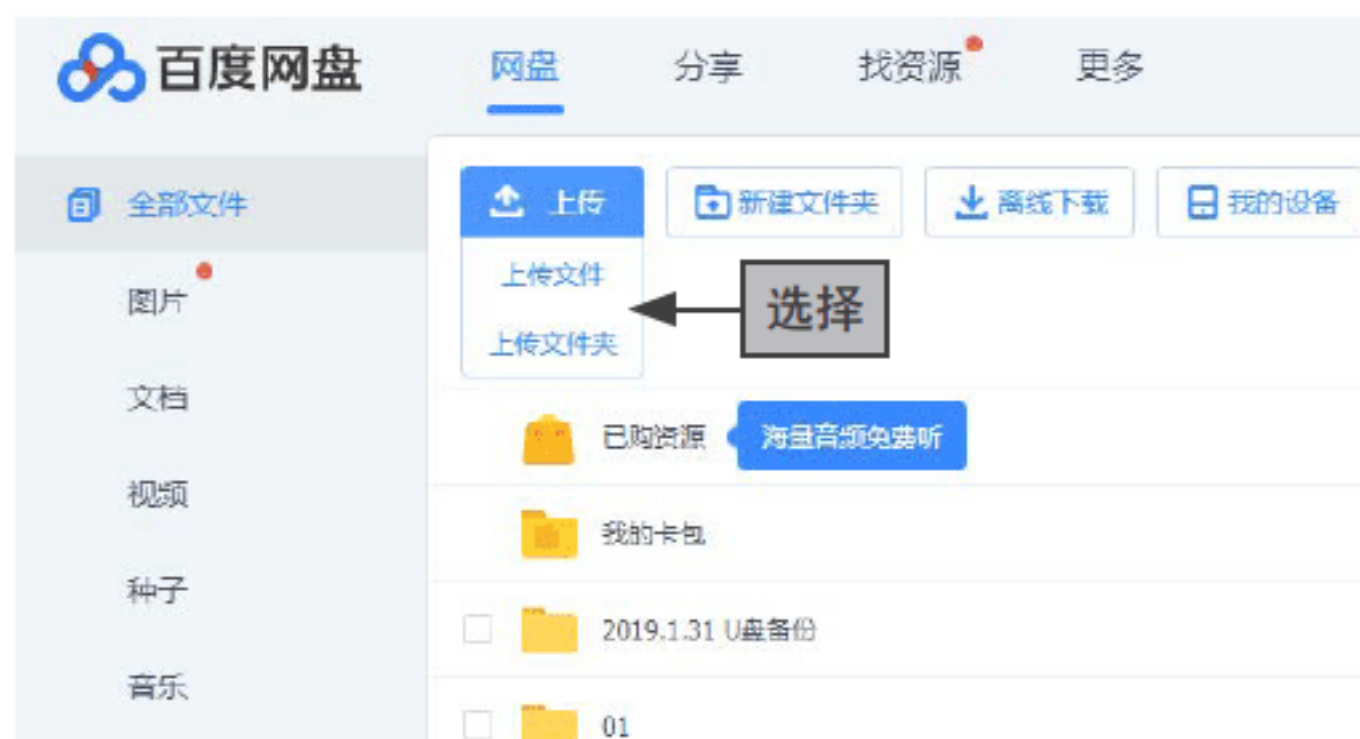 百度网盘 网盘 分享 找资源 更多
全部文件 上传 新建文件夹 离线下载 我的设备
上传文件
图片
选择
上传文件夹
文档
已购资源 海量音频免费听
视频
我的卡包
种子
2019.1.31 U盘备份
音乐
01